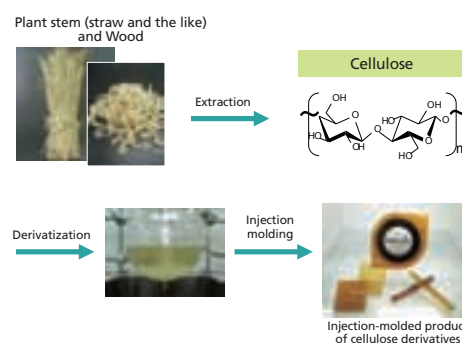 Plant stem (straw and the like)
and Wood
Extraction
Cellulose
OH
O
HO
OH
O
HO
OH
O
O
HO
n
Derivatization
Injection
molding
Injection-molded produc
of cellulose derivatives